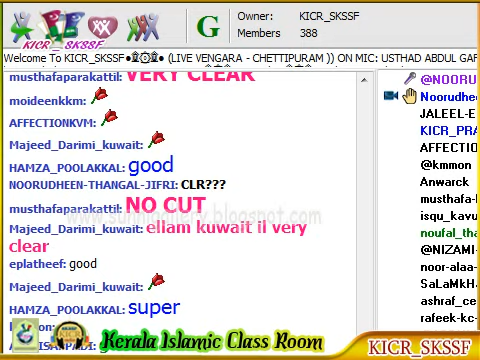 KICR_SKSSF
G
Owner: KICR_SKSSF
Members 388
Welcome To KICR_SKSSF●۩۞۩● (LIVE VENGARA - CHETTIPURAM )) ON MIC: USTHAD ABDUL GAF
musthafaparakattil: VERY CLEAR
moideenkkm:
AFFECTIONKVM:
Majeed_Darimi_kuwait:
HAMZA_POOLAKKAL: good
NOORUDHEEN-THANGAL-JIFRI: CLR???
musthafaparakattil: NO CUT
Majeed_Darimi_kuwait: ellam kuwait il very
clear
eplatheef: good
Majeed_Darimi_kuwait:
HAMZA_POOLAKKAL: super
@NOORU
Noorudhe
JALEEL-E
KICR_PRA
AFFECTIO
@kmmon
Anwarck
musthafa-
isqu_kavu
noufal_tha
@NIZAMI-
noor-alaa-
SaLaMkH
ashraf_ce
rafeek-kc-
Kerala Islamic Class Room
KICR_SKSSF